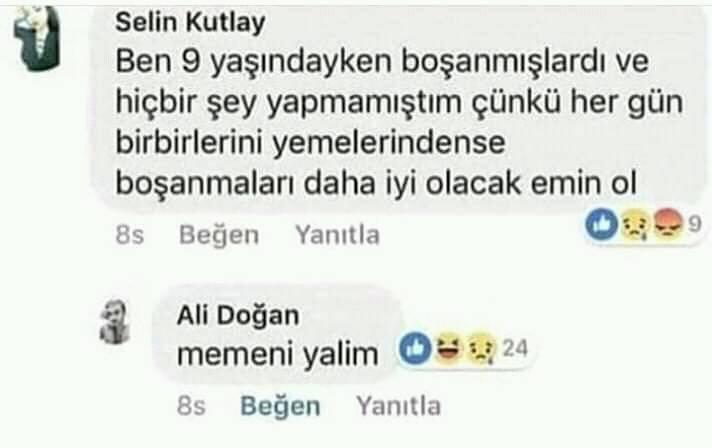 Selin Kutlay
Ben 9 yaşındayken boşanmışlardı ve
hiçbir şey yapmamıştım çünkü her gün
birbirlerini yemelerindense
boşanmaları daha iyi olacak emin ol
9
8s Beğen Yanıtla
Ali Doğan
memeni yalim
24
8s Beğen Yanıtla